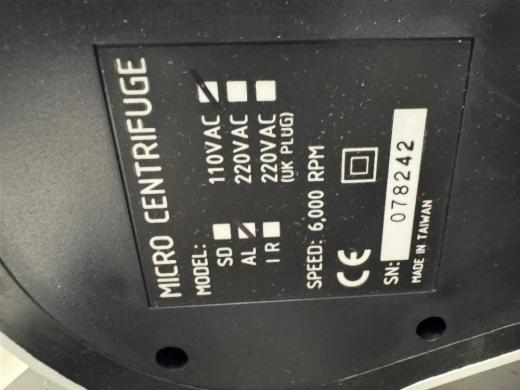 MICRO CENTRIFUGE
MODEL:
SD 110VAC
AL 220VAC
IR 220VAC
(UK PLUG)
SPEED: 6,000 RPM
CE
SN: 078242
MADE IN TAIWAN